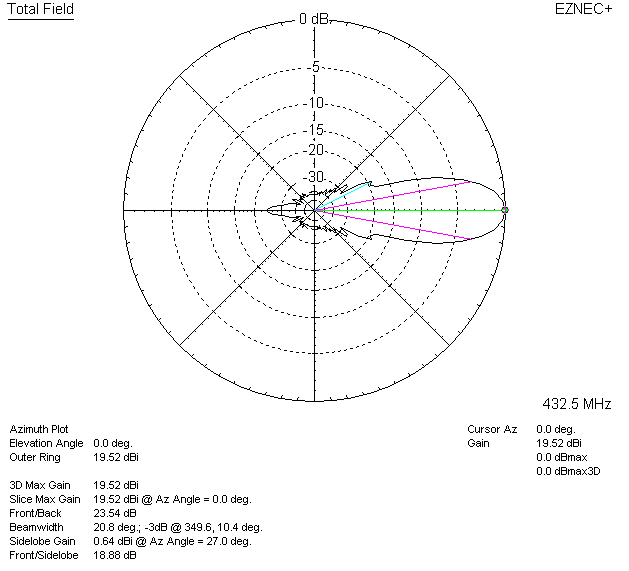 Total Field
EZNEC+
0 dB
-5
-10
-15
-20
-30
432.5 MHz
Azimuth Plot
Elevation Angle 0.0 deg.
Outer Ring 19.52 dBi
Cursor Az 0.0 deg.
Gain 19.52 dBi
0.0 dBmax
0.0 dBmax3D
3D Max Gain 19.52 dBi
Slice Max Gain 19.52 dBi @ Az Angle = 0.0 deg.
Front/Back 23.54 dB
Beamwidth 20.8 deg.; -3dB @ 349.6, 10.4 deg.
Sidelobe Gain 0.64 dBi @ Az Angle = 27.0 deg.
Front/Sidelobe 18.88 dB